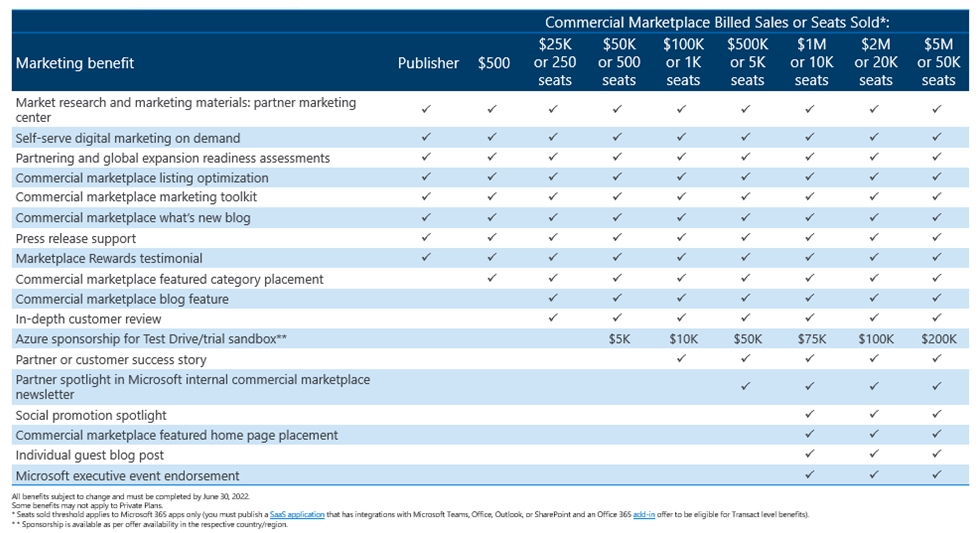 Commercial Marketplace Billed Sales or Seats Sold*:
Marketing benefit Publisher $500 $25K or 250 seats $50K or 500 seats $100K or 1K seats $500K or 5K seats $1M or 10K seats $2M or 20K seats $5M or 50K seats
Market research and marketing materials: partner marketing
center ✓ ✓ ✓ ✓ ✓ ✓ ✓ ✓ ✓
Self-serve digital marketing on demand ✓ ✓ ✓ ✓ ✓ ✓ ✓ ✓ ✓
Partnering and global expansion readiness assessments ✓ ✓ ✓ ✓ ✓ ✓ ✓ ✓ ✓
Commercial marketplace listing optimization ✓ ✓ ✓ ✓ ✓ ✓ ✓ ✓ ✓
Commercial marketplace marketing toolkit ✓ ✓ ✓ ✓ ✓ ✓ ✓ ✓ ✓
Commercial marketplace what's new blog ✓ ✓ ✓ ✓ ✓ ✓ ✓ ✓ ✓
Press release support ✓ ✓ ✓ ✓ ✓ ✓ ✓ ✓ ✓
Marketplace Rewards testimonial ✓ ✓ ✓ ✓ ✓ ✓ ✓ ✓ ✓
Commercial marketplace featured category placement ✓ ✓ ✓ ✓ ✓ ✓ ✓ ✓
Commercial marketplace blog feature ✓ ✓ ✓ ✓ ✓ ✓ ✓
In-depth customer review ✓ ✓ ✓ ✓ ✓ ✓ ✓
Azure sponsorship for Test Drive/trial sandbox** $5K $10K $50K $75K $100K $200K
Partner or customer success story ✓ ✓ ✓ ✓ ✓
Partner spotlight in Microsoft internal commercial marketplace
newsletter ✓ ✓ ✓ ✓
Social promotion spotlight ✓ ✓ ✓
Commercial marketplace featured home page placement ✓ ✓ ✓
Individual guest blog post ✓ ✓ ✓
Microsoft executive event endorsement ✓ ✓ ✓
All benefits subject to change and must be completed by June 30, 2022.
Some benefits may not apply to Private Plans.
* Seats sold threshold applies to Microsoft 365 apps only (you must publish a SaaS application that has integrations with Microsoft Teams, Office, Outlook, or SharePoint and an Office 365 add-in offer to be eligible for Transact level benefits).
* * Sponsorship is available as per offer availability in the respective country/region.